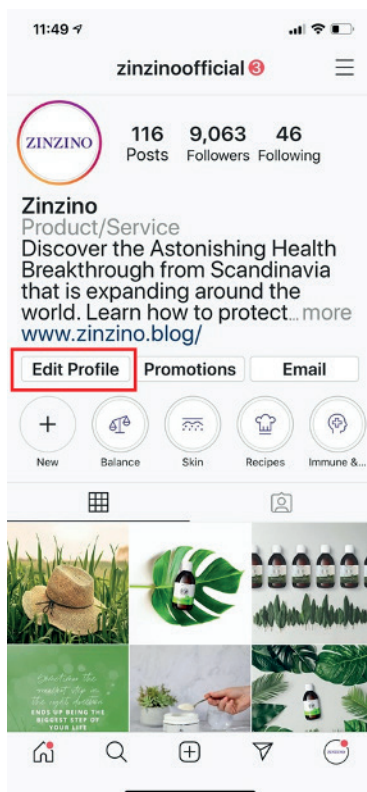 11:49
zinzinoofficial 3
ZINZINO
116 9,063 46
Posts Followers Following
Zinzino
Product/Service
Discover the Astonishing Health
Breakthrough from Scandinavia
that is expanding around the
world. Learn how to protect... more
www.zinzino.blog/
Edit Profile Promotions Email
New Balance Skin Recipes Immune &...
ENDS UP BEING THE
BIGGEST STEP OF
YOUR LIFE